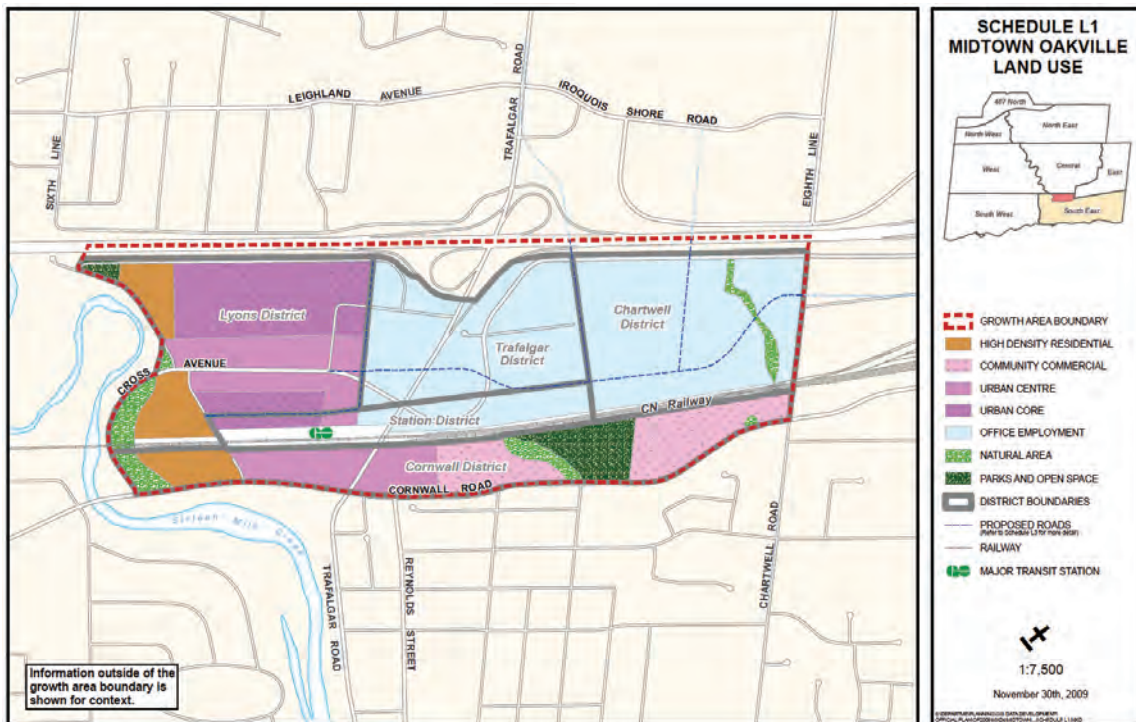 SCHEDULE L1
MIDTOWN OAKVILLE
LAND USE
407 North
North West
North East
West
Central
East
South West
South East
GROWTH AREA BOUNDARY
HIGH DENSITY RESIDENTIAL
COMMUNITY COMMERCIAL
URBAN CENTRE
URBAN CORE
OFFICE EMPLOYMENT
NATURAL AREA
PARKS AND OPEN SPACE
DISTRICT BOUNDARIES
PROPOSED ROADS
(Refer to Schedule L3 for more detail)
RAILWAY
MAJOR TRANSIT STATION
1:7,500
November 30th, 2009
SIXTH LINE
LEIGHLAND AVENUE
TRAFALGAR ROAD
IROQUOIS SHORE ROAD
EIGHTH LINE
Lyons District
Chartwell
District
Trafalgar
District
CROSS AVENUE
Station District
CN Railway
Cornwall District
CORNWALL ROAD
Sixteen Mile Creek
TRAFALGAR ROAD
REYNOLDS STREET
CHARTWELL ROAD
Information outside of the
growth area boundary is
shown for context.